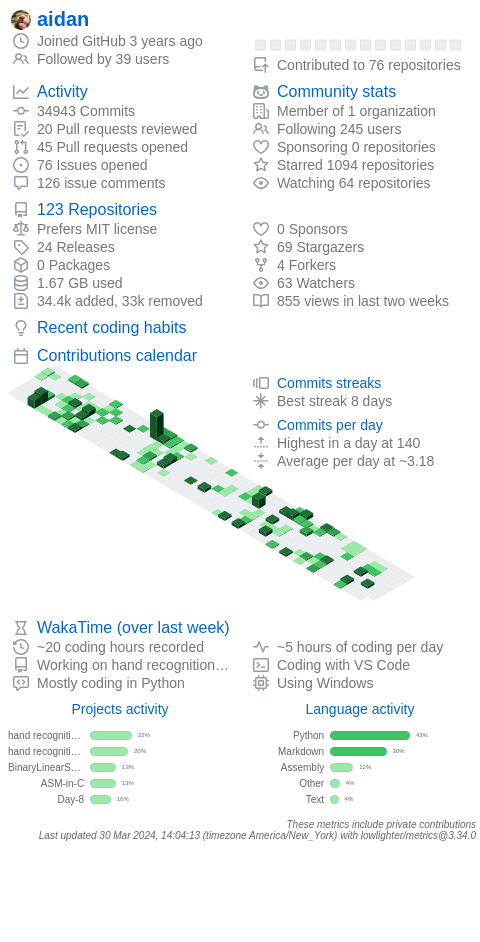 aidan
Joined GitHub 3 years ago
Followed by 39 users
Contributed to 76 repositories
Activity
34943 Commits
20 Pull requests reviewed
45 Pull requests opened
76 Issues opened
126 issue comments
Community stats
Member of 1 organization
Following 245 users
Sponsoring 0 repositories
Starred 1094 repositories
Watching 64 repositories
123 Repositories
Prefers MIT license
24 Releases
0 Packages
1.67 GB used
34.4k added, 33k removed
0 Sponsors
69 Stargazers
4 Forkers
63 Watchers
855 views in last two weeks
Recent coding habits
Contributions calendar
Commits streaks
Best streak 8 days
Commits per day
Highest in a day at 140
Average per day at ~3.18
WakaTime (over last week)
~20 coding hours recorded
Working on hand recognition…
Mostly coding in Python
~5 hours of coding per day
Coding with VS Code
Using Windows
Projects activity
hand recogniti… 22%
hand recogniti… 20%
BinaryLinearS… 13%
ASM-in-C 13%
Day-8 10%
Language activity
Python 43%
Markdown 30%
Assembly 12%
Other 4%
Text 4%
These metrics include private contributions
Last updated 30 Mar 2024, 14:04:13 (timezone America/New_York) with lowlighter/metrics@3.34.0